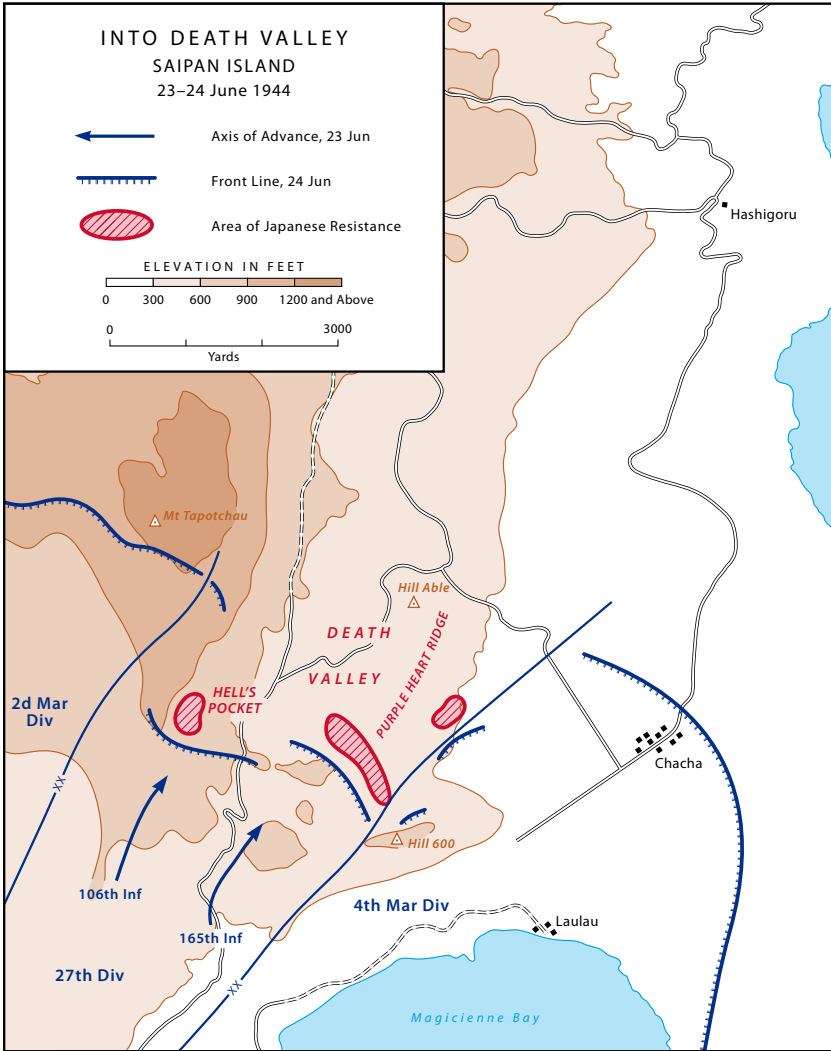 INTO DEATH VALLEY
SAIPAN ISLAND
23–24 June 1944
Axis of Advance, 23 Jun
Front Line, 24 Jun
Area of Japanese Resistance
ELEVATION IN FEET
0 300 600 900 1200 and Above
0 3000
Yards
Hashigoru
Mt Tapotchau
Hill Able
DEATH
VALLEY
PURPLE HEART RIDGE
HELL'S
POCKET
2d Mar
Div
XX
Chacha
Hill 600
106th Inf
165th Inf
4th Mar Div
Laulau
27th Div
XX
Magicienne Bay